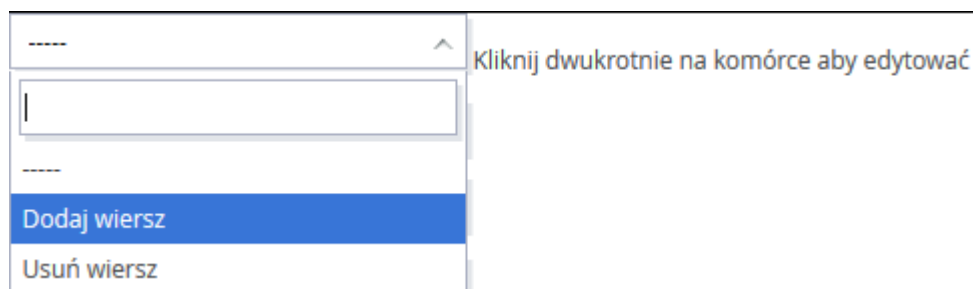 -----
Kliknij dwukrotnie na komórce aby edytować
-----
Dodaj wiersz
Usuń wiersz